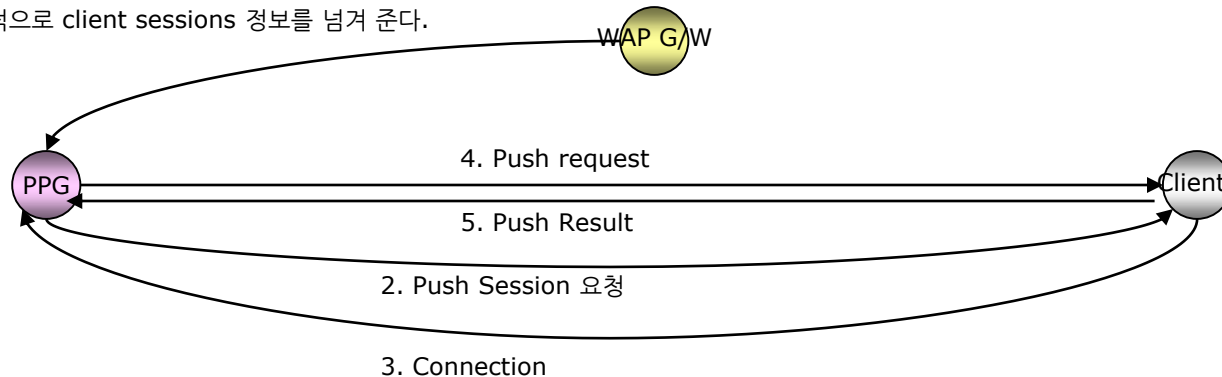 으로 client sessions 정보를 넘겨 준다.
WAP G/W
4. Push request
PPG
Client
5. Push Result
2. Push Session 요청
3. Connection